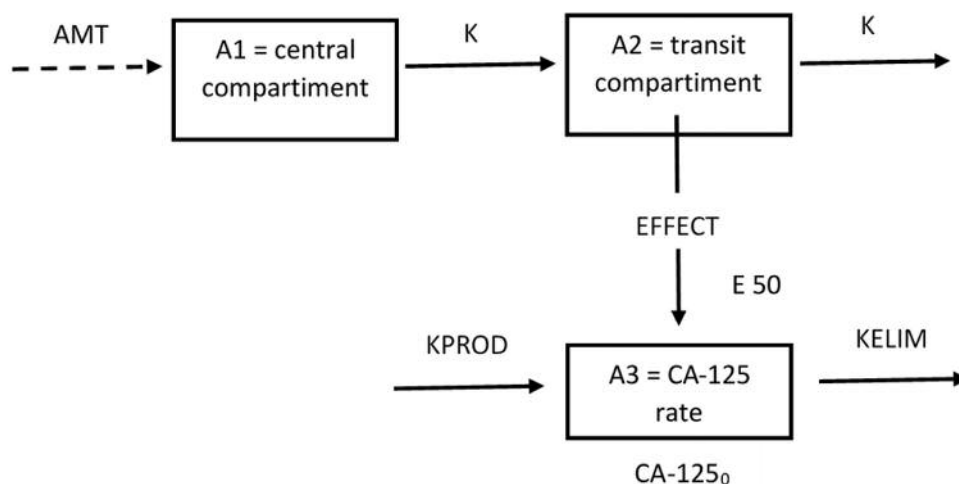 AMT
A1 = central
compartiment
K
A2 = transit
compartiment
K
EFFECT
E 50
KPROD
A3 = CA-125
rate
KELIM
CA-125₀